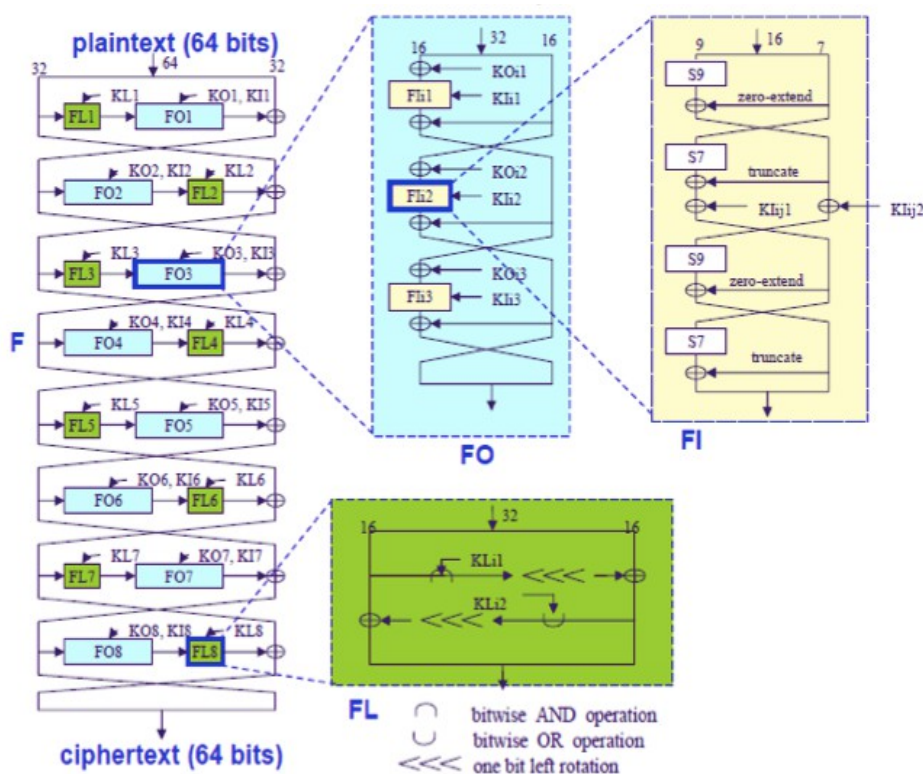 plaintext (64 bits)
32 64 32
KL1 KO1, KI1
FL1 FO1
KO2, KI2 KL2
FO2 FL2
KL3 KO3, KI3
FL3 FO3
F
KO4, KI4 KL4
FO4 FL4
KL5 KO5, KI5
FL5 FO5
KO6, KI6 KL6
FO6 FL6
KL7 KO7, KI7
FL7 FO7
KO8, KI8 KL8
FO8 FL8
ciphertext (64 bits)
16 32 16
KOi1
FIi1 KIi1
KOi2
FIi2 KIi2
KOi3
FIi3 KIi3
FO
9 16 7
S9
zero-extend
S7
truncate
KIij1 KIij2
S9
zero-extend
S7
truncate
FI
16 32 16
KLi1
KLi2
FL
bitwise AND operation
bitwise OR operation
<<< one bit left rotation